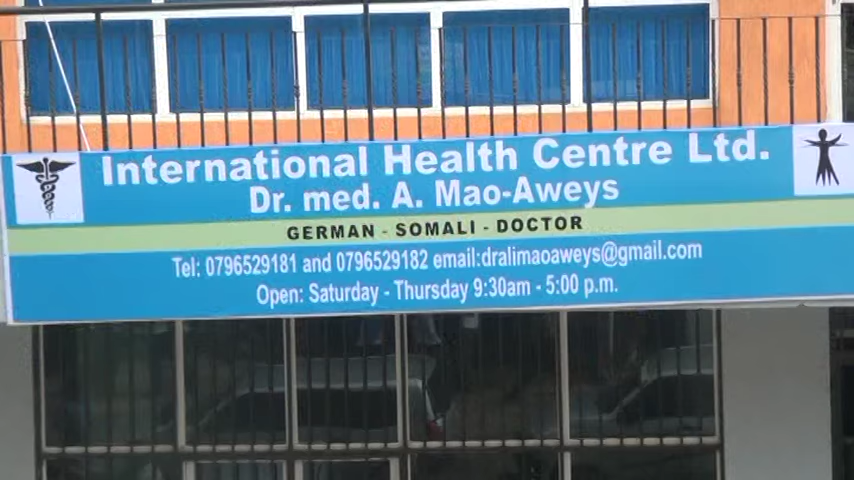 International Health Centre Ltd.
Dr. med. A. Mao-Aweys
GERMAN - SOMALI - DOCTOR
Tel: 0796529181 and 0796529182 email:dralimaoaweys@gmail.com
Open: Saturday - Thursday 9:30am - 5:00 p.m.